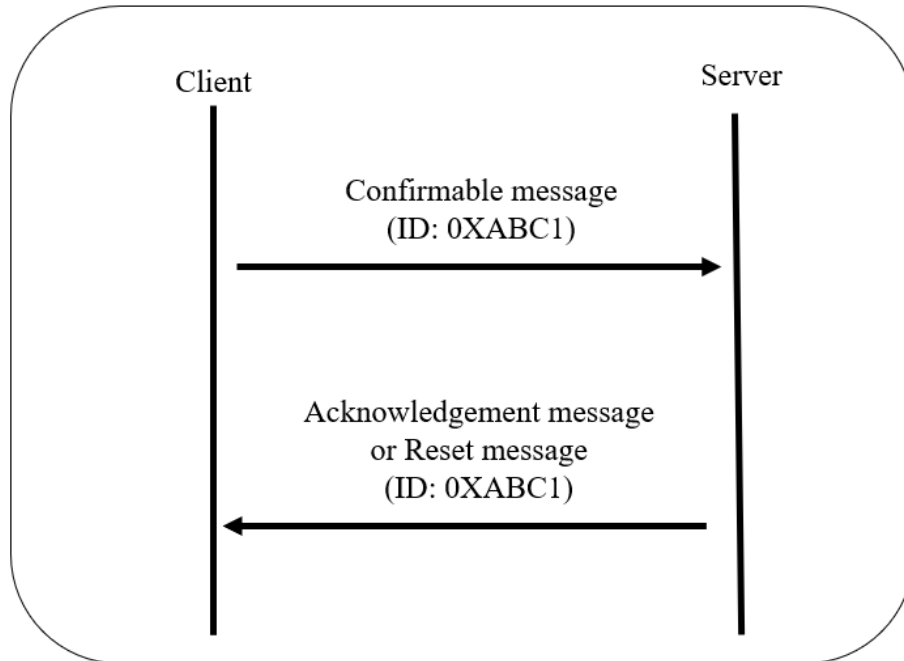 Client
Server
Confirmable message
(ID: 0XABC1)
Acknowledgement message
or Reset message
(ID: 0XABC1)